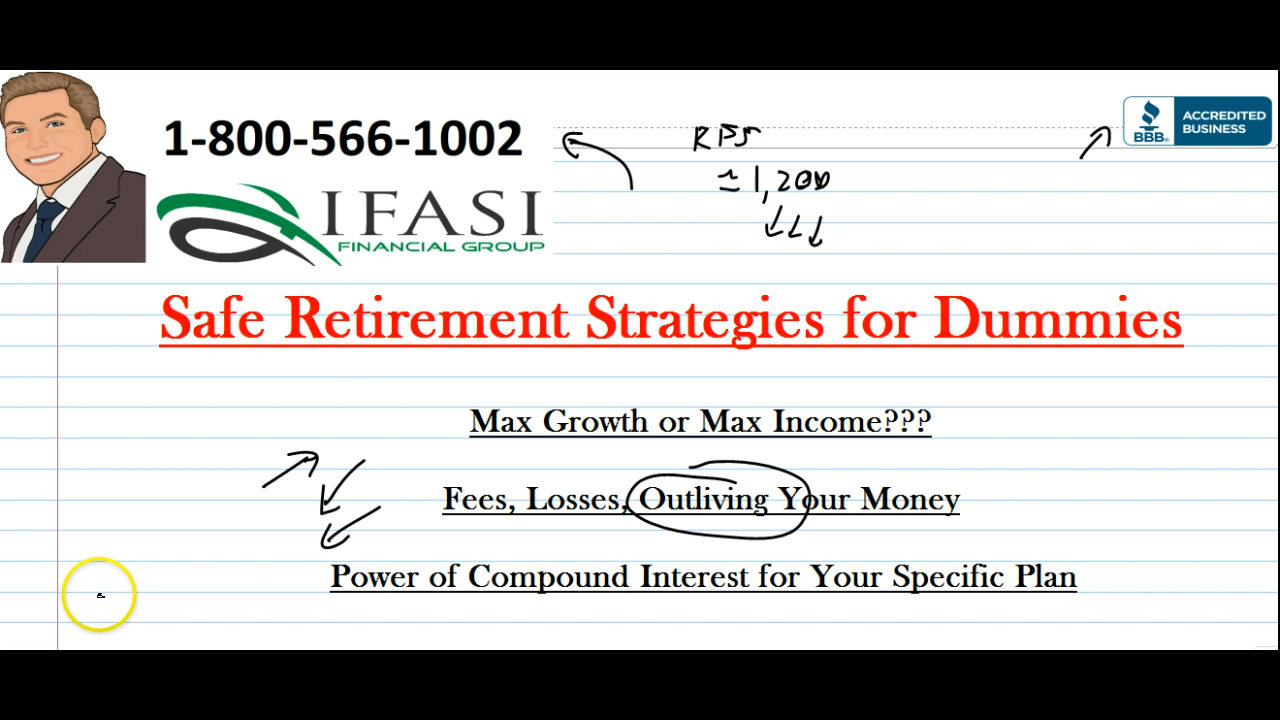 1-800-566-1002
IFASI
FINANCIAL GROUP
≃ 1,200
BBB
ACCREDITED
BUSINESS
Safe Retirement Strategies for Dummies
Max Growth or Max Income???
Fees, Losses, Outliving Your Money
Power of Compound Interest for Your Specific Plan